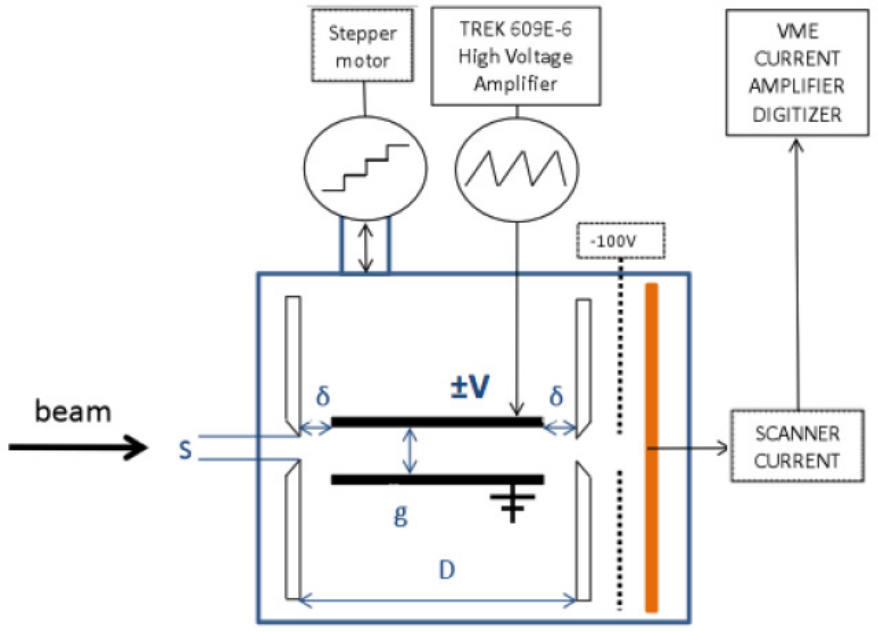 Stepper
motor
TREK 609E-6
High Voltage
Amplifier
VME
CURRENT
AMPLIFIER
DIGITIZER
-100V
δ
±V
δ
beam
S
g
D
SCANNER
CURRENT